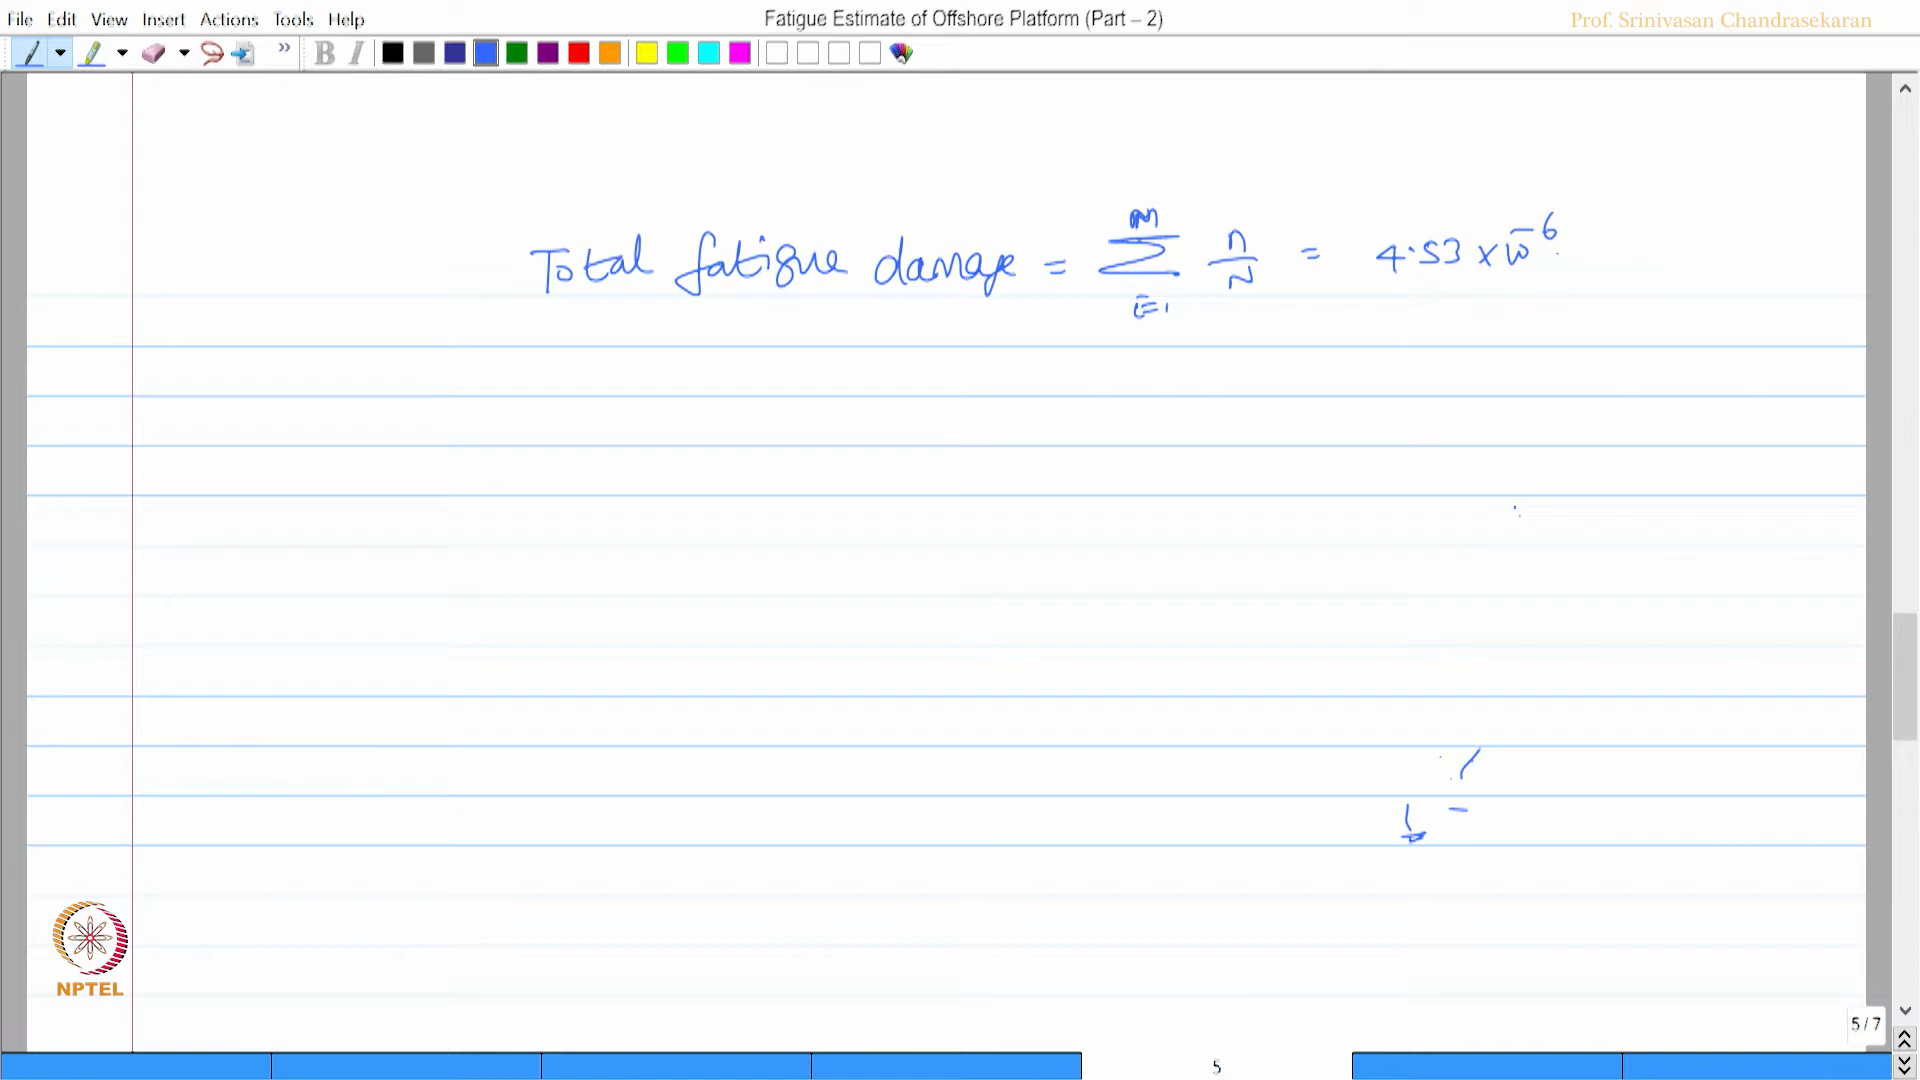 File Edit View Insert Actions Tools Help
Fatigue Estimate of Offshore Platform (Part – 2)
Prof. Srinivasan Chandrasekaran
B I
Total fatigue damage = m ∑ i=1 n/N = 4.53 x 10⁻⁶
NPTEL
5 / 7
5